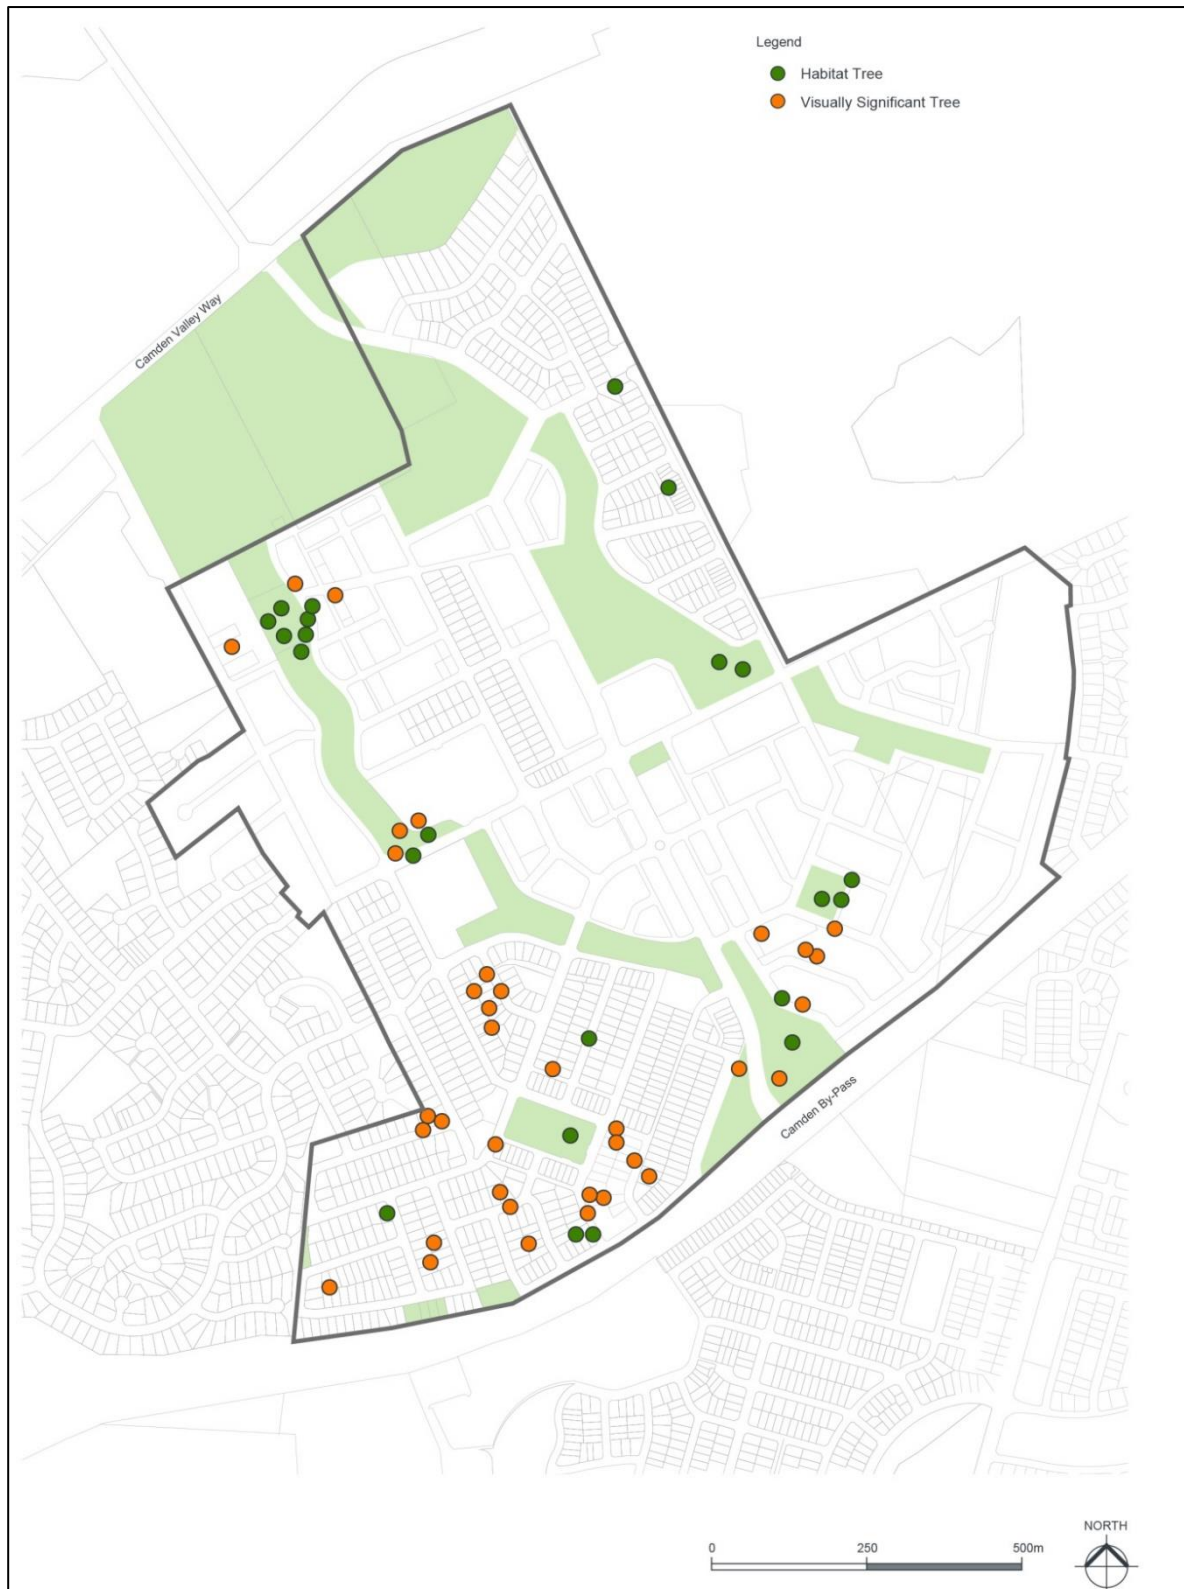 Legend
Habitat Tree
Visually Significant Tree
Camden Valley Way
Camden By-Pass
NORTH
0 250 500m